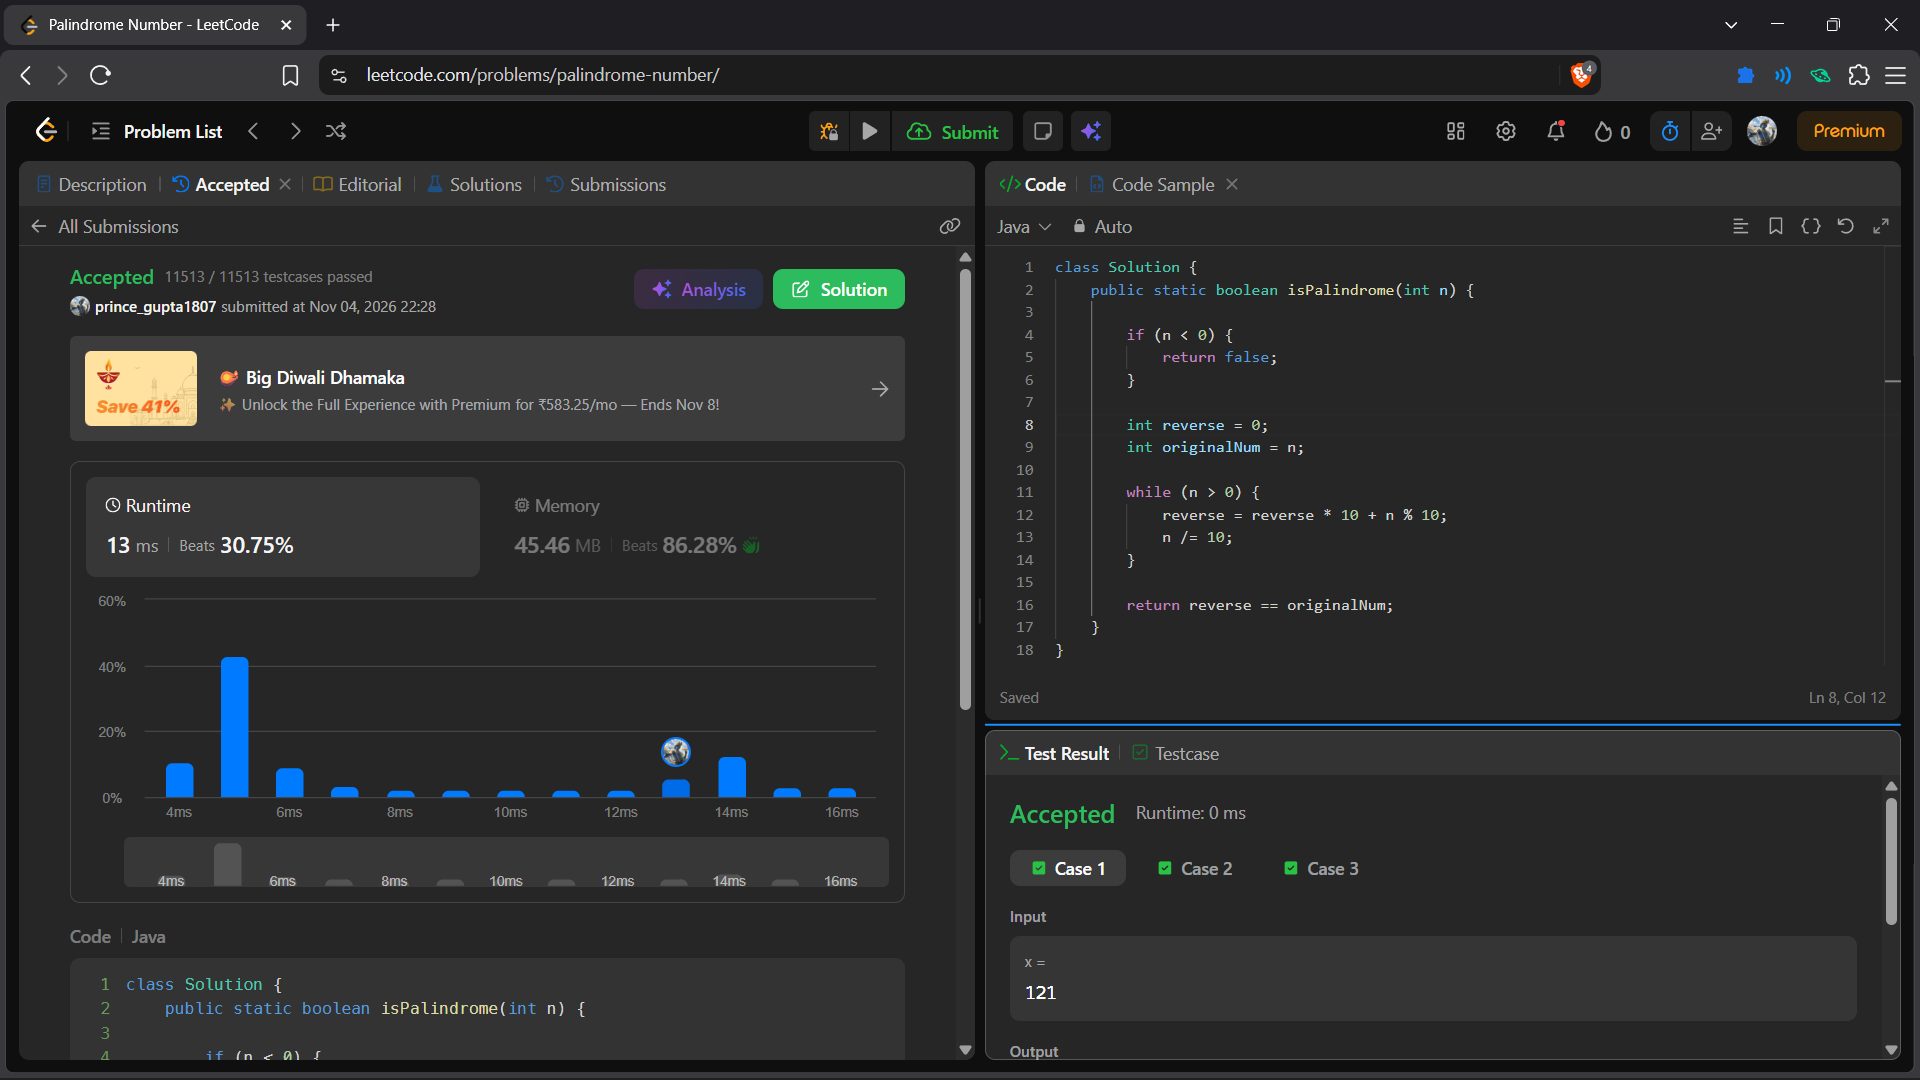 Palindrome Number - LeetCode
leetcode.com/problems/palindrome-number/
4
Problem List
Submit
0
Premium
Description
Accepted
Editorial
Solutions
Submissions
All Submissions
Accepted 11513 / 11513 testcases passed
prince_gupta1807 submitted at Nov 04, 2026 22:28
Analysis
Solution
Save 41%
Big Diwali Dhamaka
Unlock the Full Experience with Premium for ₹583.25/mo — Ends Nov 8!
Runtime
13 ms Beats 30.75%
Memory
45.46 MB Beats 86.28%
60%
40%
20%
0%
4ms 6ms 8ms 10ms 12ms 14ms 16ms
4ms 6ms 8ms 10ms 12ms 14ms 16ms
Code Java
1 class Solution {
2 public static boolean isPalindrome(int n) {
3
4 if (n < 0) {
</> Code
Code Sample
Java
Auto
1 class Solution {
2 public static boolean isPalindrome(int n) {
3
4 if (n < 0) {
5 return false;
6 }
7
8 int reverse = 0;
9 int originalNum = n;
10
11 while (n > 0) {
12 reverse = reverse * 10 + n % 10;
13 n /= 10;
14 }
15
16 return reverse == originalNum;
17 }
18 }
Saved
Ln 8, Col 12
Test Result
Testcase
Accepted Runtime: 0 ms
Case 1
Case 2
Case 3
Input
x =
121
Output